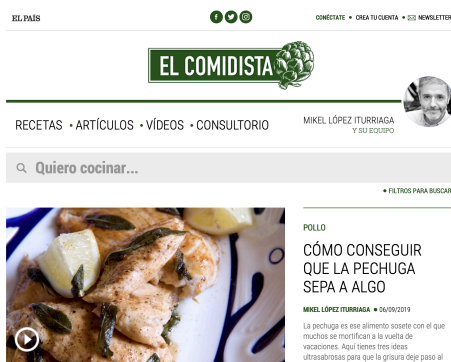 EL PAÍS
CONÉCTATE • CREA TU CUENTA • NEWSLETTER
EL COMIDISTA
RECETAS • ARTÍCULOS • VÍDEOS • CONSULTORIO
MIKEL LÓPEZ ITURRIAGA
Y SU EQUIPO
Quiero cocinar...
• FILTROS PARA BUSCAR
POLLO
CÓMO CONSEGUIR
QUE LA PECHUGA
SEPA A ALGO
MIKEL LÓPEZ ITURRIAGA • 06/09/2019
La pechuga es ese alimento sosete con el que
muchos se mortifican a la vuelta de
vacaciones. Aquí tienes tres ideas
ultrasabrosas para que la grisura deje paso al